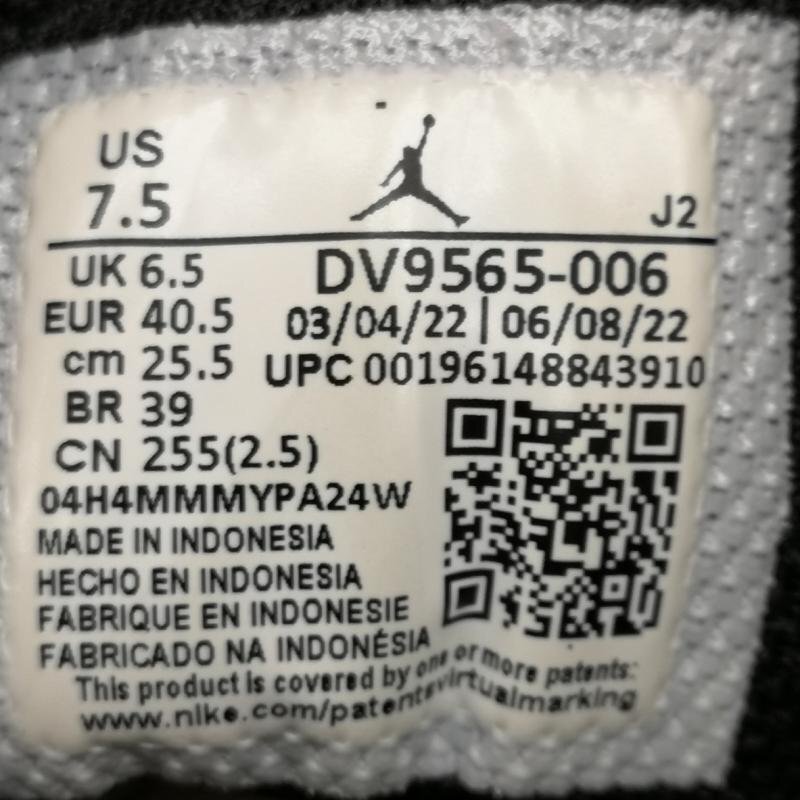 US
7.5
J2
UK 6.5
DV9565-006
EUR 40.5
03/04/22 | 06/08/22
cm 25.5
UPC 00196148843910
BR 39
CN 255(2.5)
04H4MMMYPA24W
MADE IN INDONESIA
HECHO EN INDONESIA
FABRIQUE EN INDONESIE
FABRICADO NA INDONÉSIA
This product is covered by one or more patents:
www.nike.com/patentsvirtualmarking